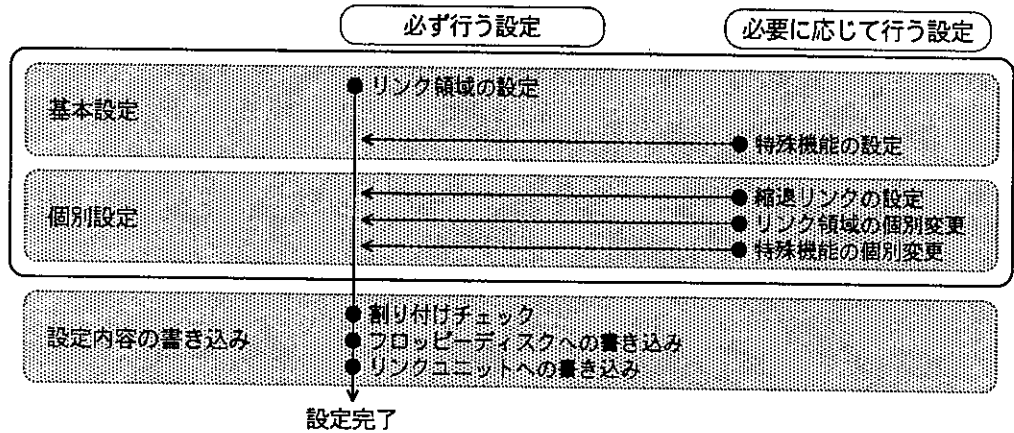 必ず行う設定
必要に応じて行う設定
基本設定
リンク領域の設定
特殊機能の設定
個別設定
縮退リンクの設定
リンク領域の個別変更
特殊機能の個別変更
設定内容の書き込み
割り付けチェック
フロッピーディスクへの書き込み
リンクユニットへの書き込み
設定完了